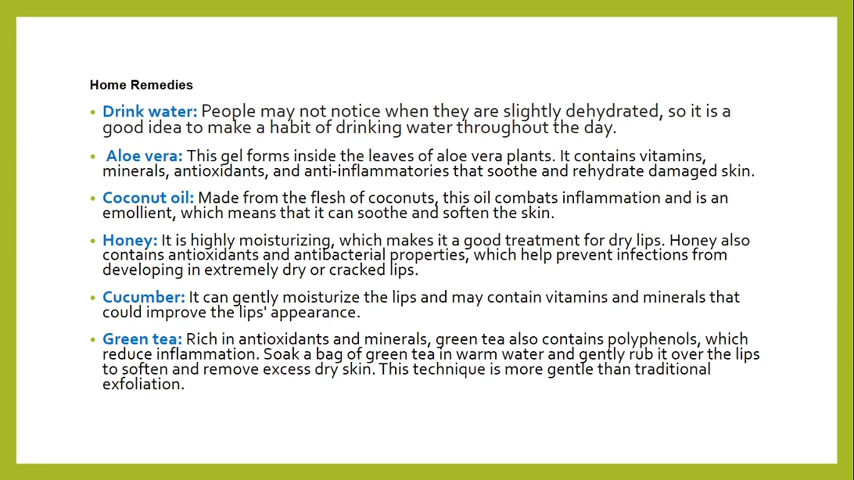 Home Remedies
• Drink water: People may not notice when they are slightly dehydrated, so it is a
good idea to make a habit of drinking water throughout the day.
• Aloe vera: This gel forms inside the leaves of aloe vera plants. It contains vitamins,
minerals, antioxidants, and anti-inflammatories that soothe and rehydrate damaged skin.
• Coconut oil: Made from the flesh of coconuts, this oil combats inflammation and is an
emollient, which means that it can soothe and soften the skin.
• Honey: It is highly moisturizing, which makes it a good treatment for dry lips. Honey also
contains antioxidants and antibacterial properties, which help prevent infections from
developing in extremely dry or cracked lips.
• Cucumber: It can gently moisturize the lips and may contain vitamins and minerals that
could improve the lips' appearance.
• Green tea: Rich in antioxidants and minerals, green tea also contains polyphenols, which
reduce inflammation. Soak a bag of green tea in warm water and gently rub it over the lips
to soften and remove excess dry skin. This technique is more gentle than traditional
exfoliation.